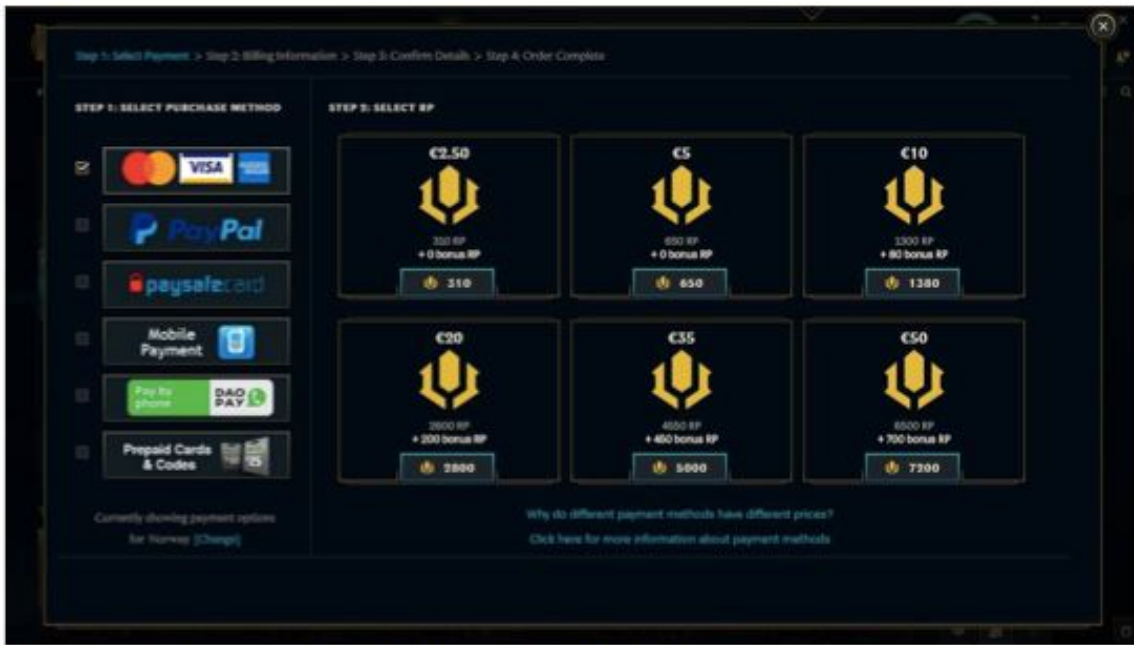 Step 1: Select Payment > Step 2: Billing Information > Step 3: Confirm Details > Step 4: Order Complete
STEP 1: SELECT PURCHASE METHOD
VISA
PayPal
paysafecard
Mobile
Payment
Pay by
phone
DAO
PAY
Prepaid Cards
& Codes
25
Currently showing payment options
for Norway [Change]
STEP 2: SELECT RP
€2.50
310 RP
+ 0 bonus RP
310
€5
650 RP
+ 0 bonus RP
650
€10
1300 RP
+ 80 bonus RP
1380
€20
2600 RP
+ 200 bonus RP
2800
€35
4550 RP
+ 450 bonus RP
5000
€50
6500 RP
+ 700 bonus RP
7200
Why do different payment methods have different prices?
Click here for more information about payment methods